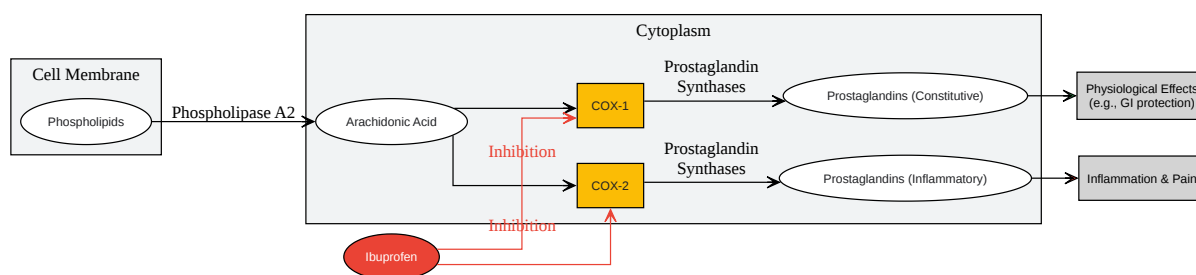 Cytoplasm
Cell Membrane
Phospholipids
Phospholipase A2
Arachidonic Acid
COX-1
Prostaglandin
Synthases
Prostaglandins (Constitutive)
Physiological Effects
(e.g., GI protection)
Inhibition
COX-2
Prostaglandin
Synthases
Prostaglandins (Inflammatory)
Inflammation & Pain
Inhibition
Ibuprofen